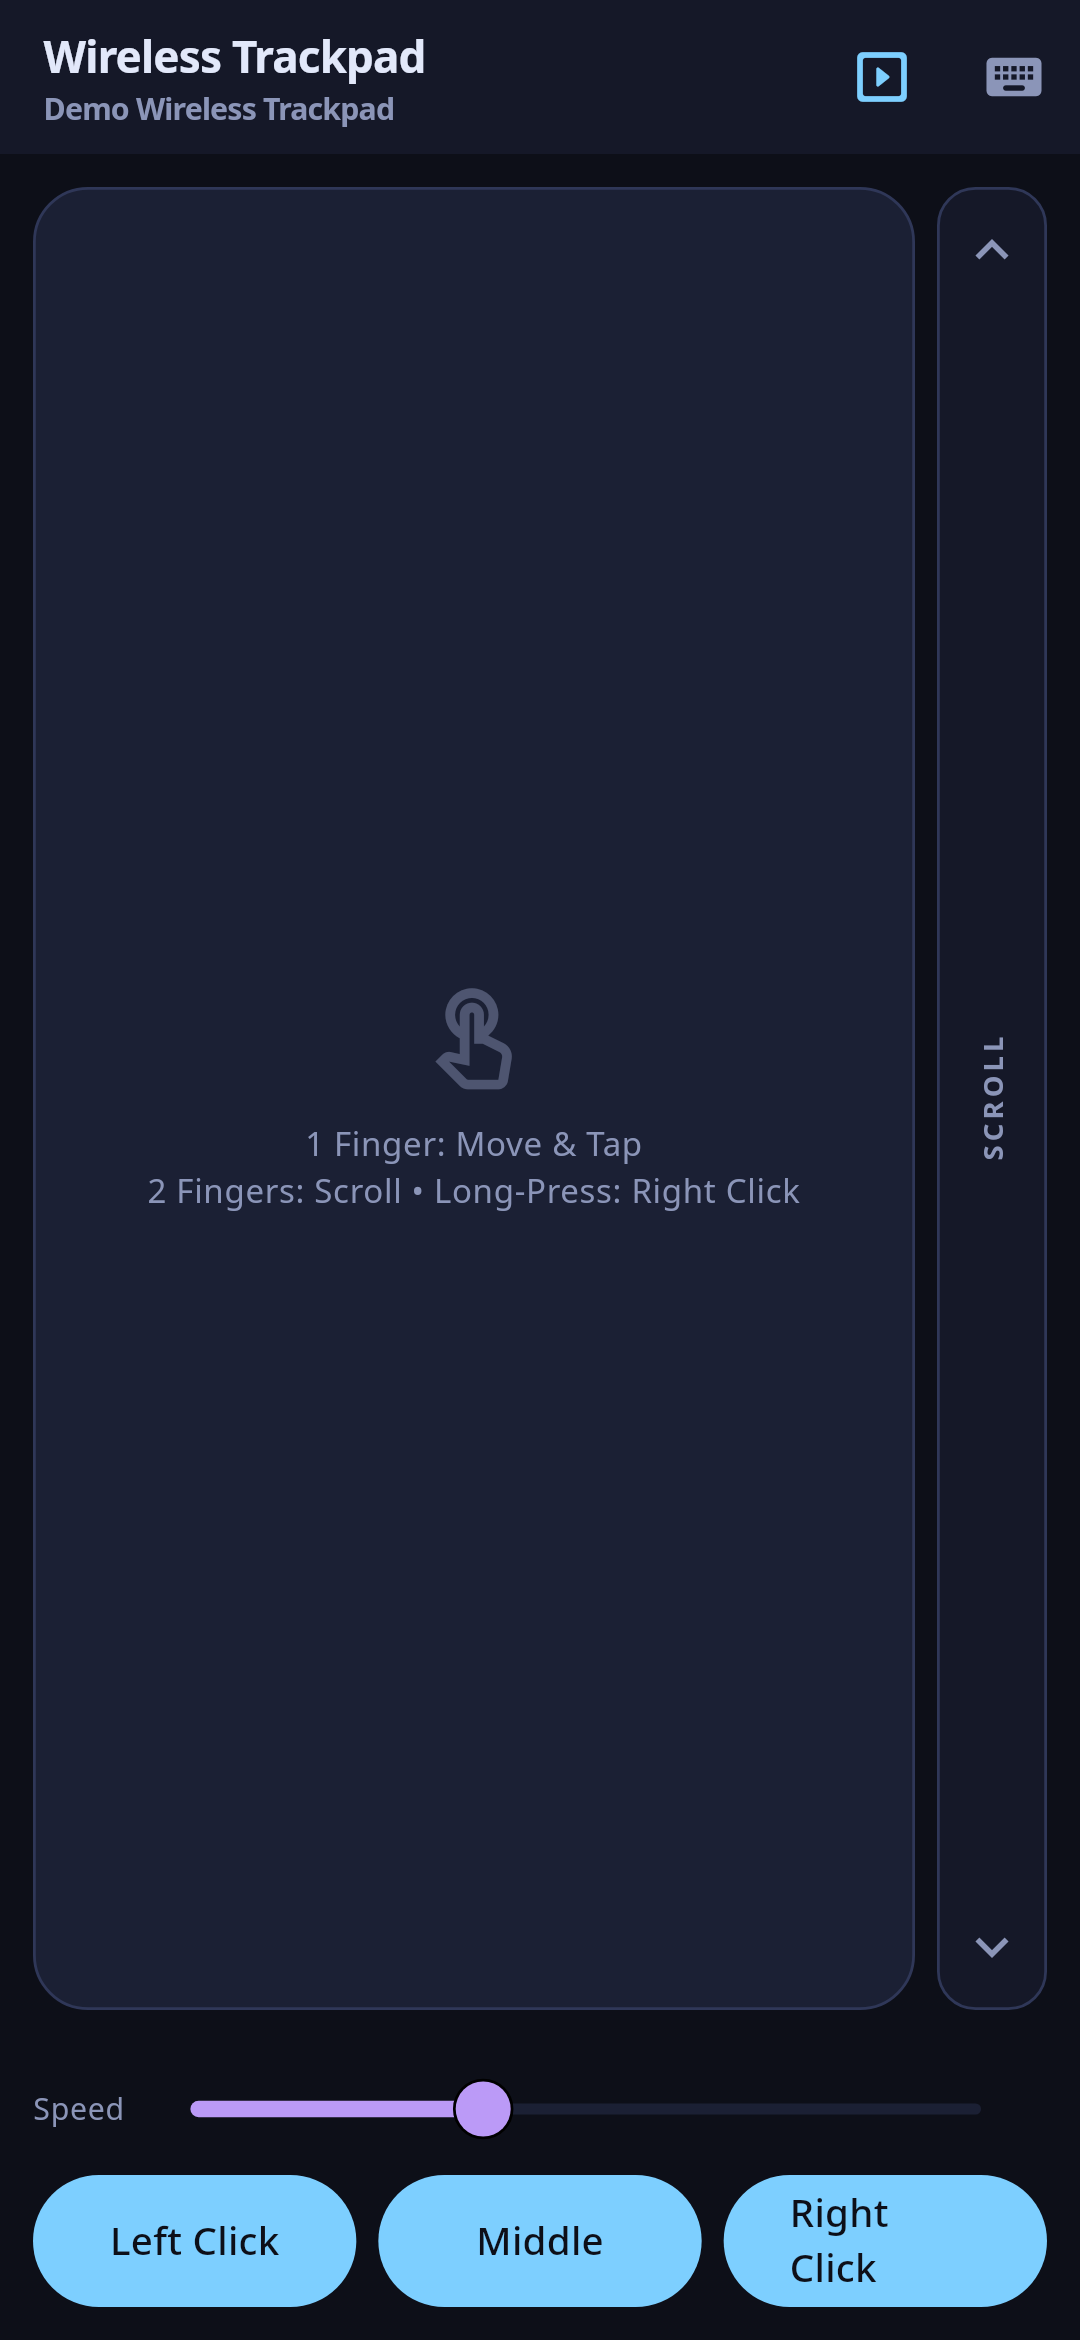 Wireless Trackpad
Demo Wireless Trackpad
1 Finger: Move & Tap
2 Fingers: Scroll • Long-Press: Right Click
SCROLL
Speed
Left Click
Middle
Right
Click